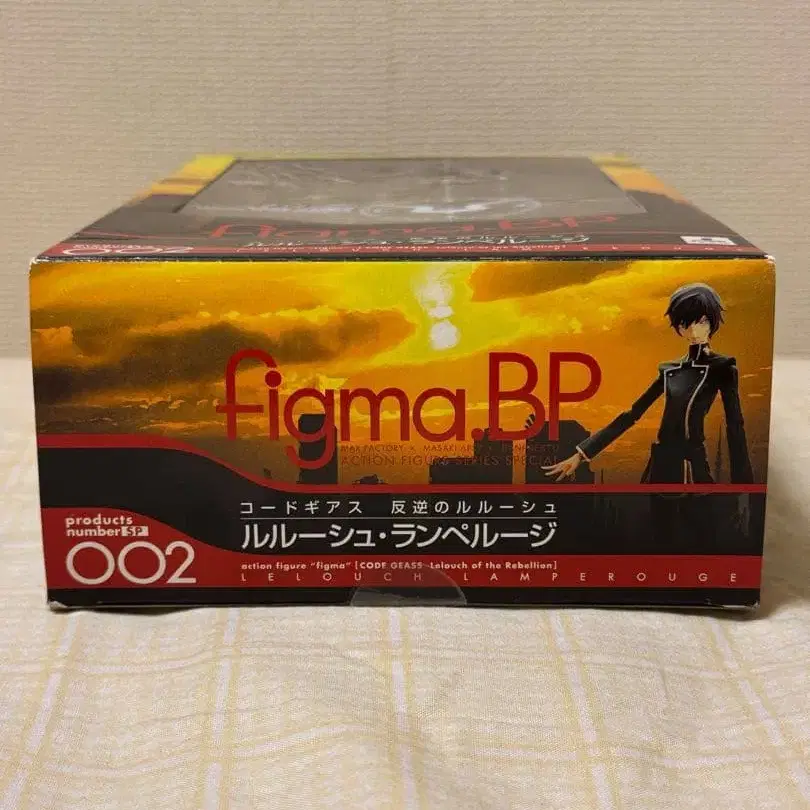 figma.BP
figma.BP
MAX FACTORY × MASAKI APSY
ACTION FIGURE SERIES SPECIAL
コードギアス 反逆のルルーシュ
ルルーシュ・ランペルージ
products
number SP
002
action figure "figma" [CODE GEASS Lelouch of the Rebellion]
LELOUCH LAMPEROUGE